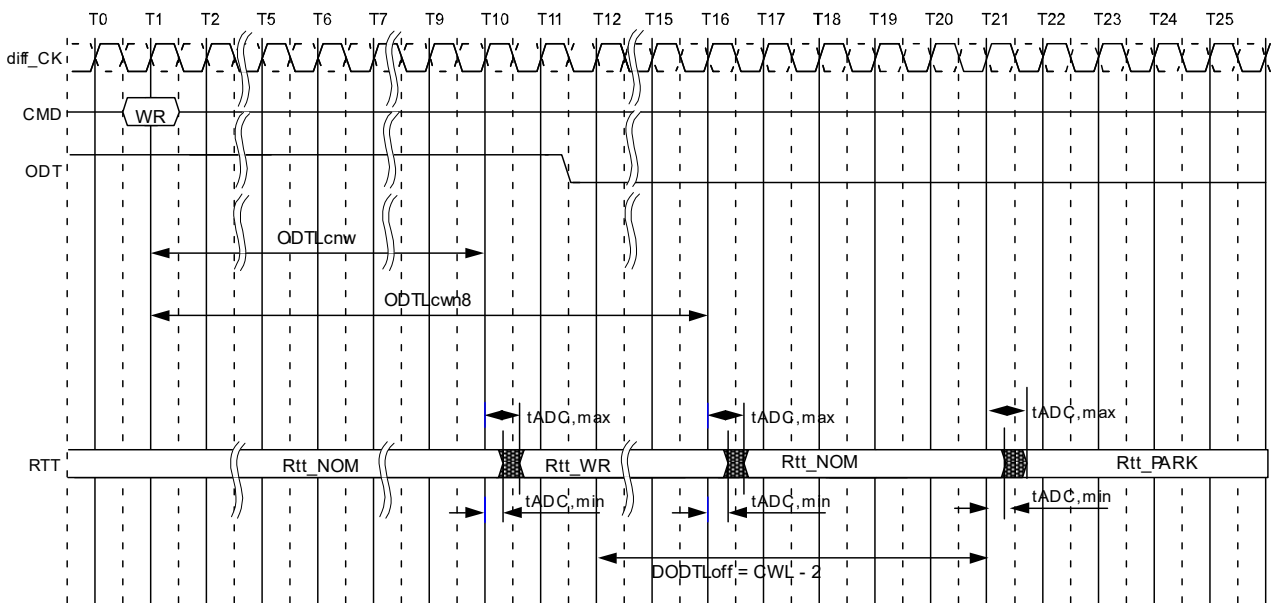 T0 T1 T2 T5 T6 T7 T9 T10 T11 T12 T15 T16 T17 T18 T19 T20 T21 T22 T23 T24 T25
diff_CK
CMD WR
ODT
ODTLcnw
ODTLcwn8
tADC,max tADC,max tADC,max
RTT Rtt_NOM Rtt_WR Rtt_NOM Rtt_PARK
tADC,min tADC,min tADC,min
DODTLoff = CWL - 2